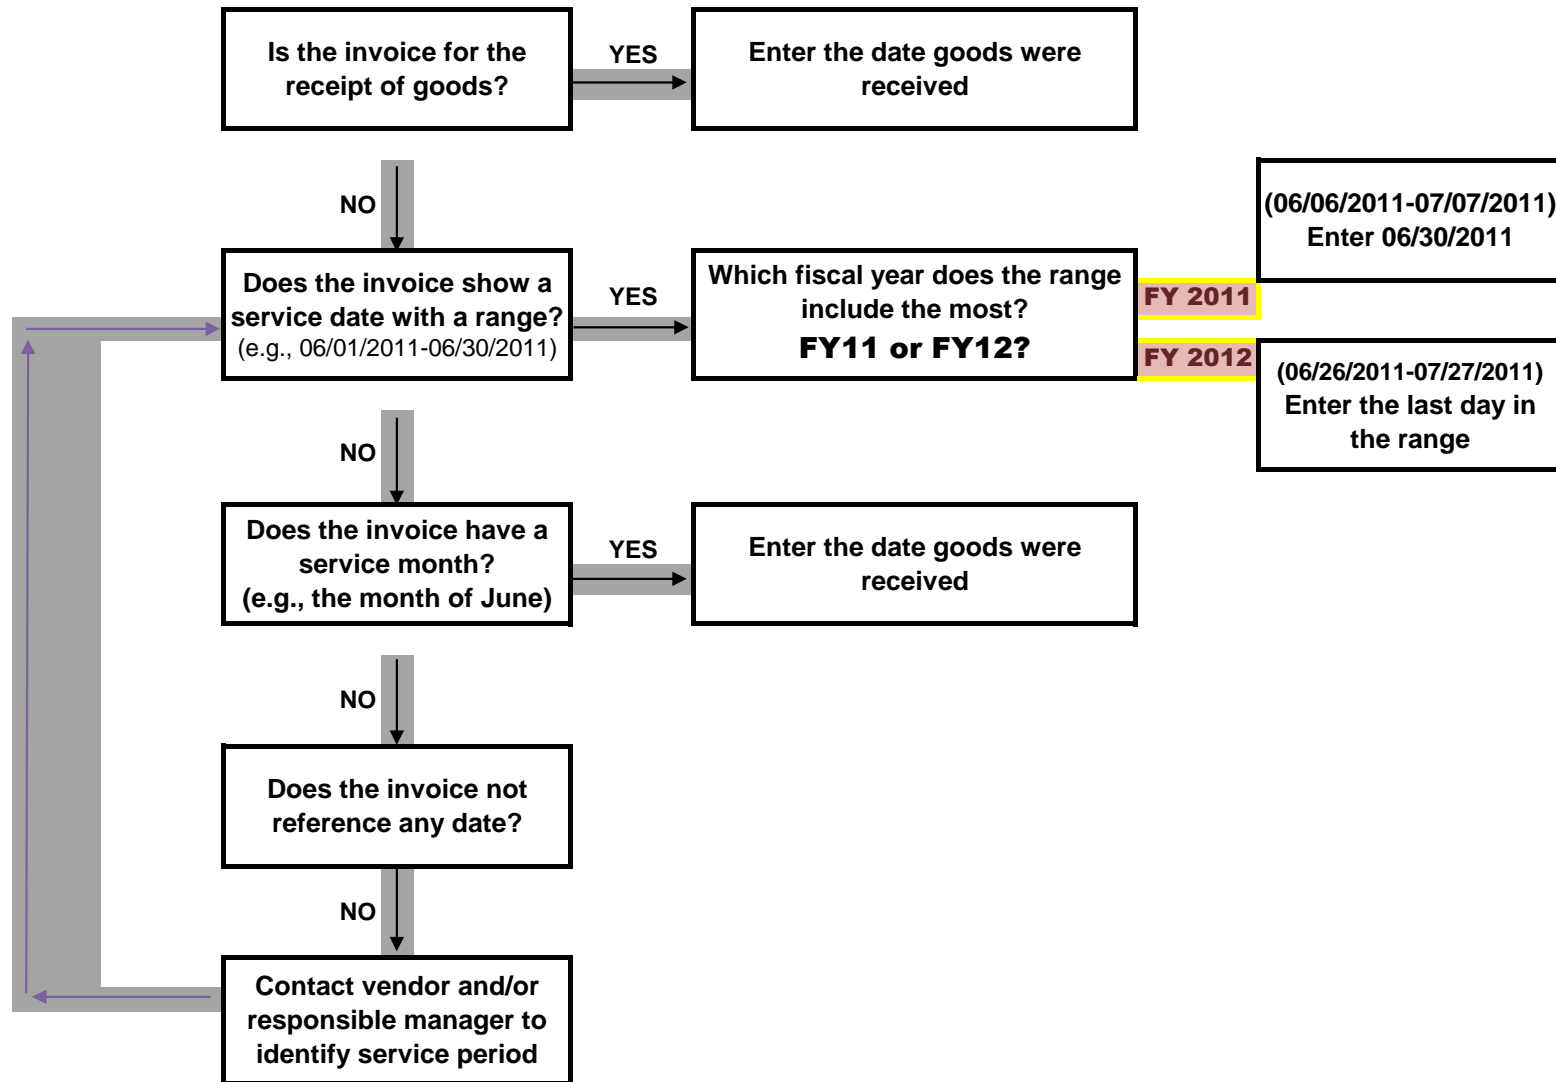 Is the invoice for the
receipt of goods?
YES
Enter the date goods were
received
NO
Does the invoice show a
service date with a range?
(e.g., 06/01/2011-06/30/2011)
YES
Which fiscal year does the range
include the most?
FY11 or FY12?
FY 2011
(06/06/2011-07/07/2011)
Enter 06/30/2011
FY 2012
(06/26/2011-07/27/2011)
Enter the last day in
the range
NO
Does the invoice have a
service month?
(e.g., the month of June)
YES
Enter the date goods were
received
NO
Does the invoice not
reference any date?
NO
Contact vendor and/or
responsible manager to
identify service period